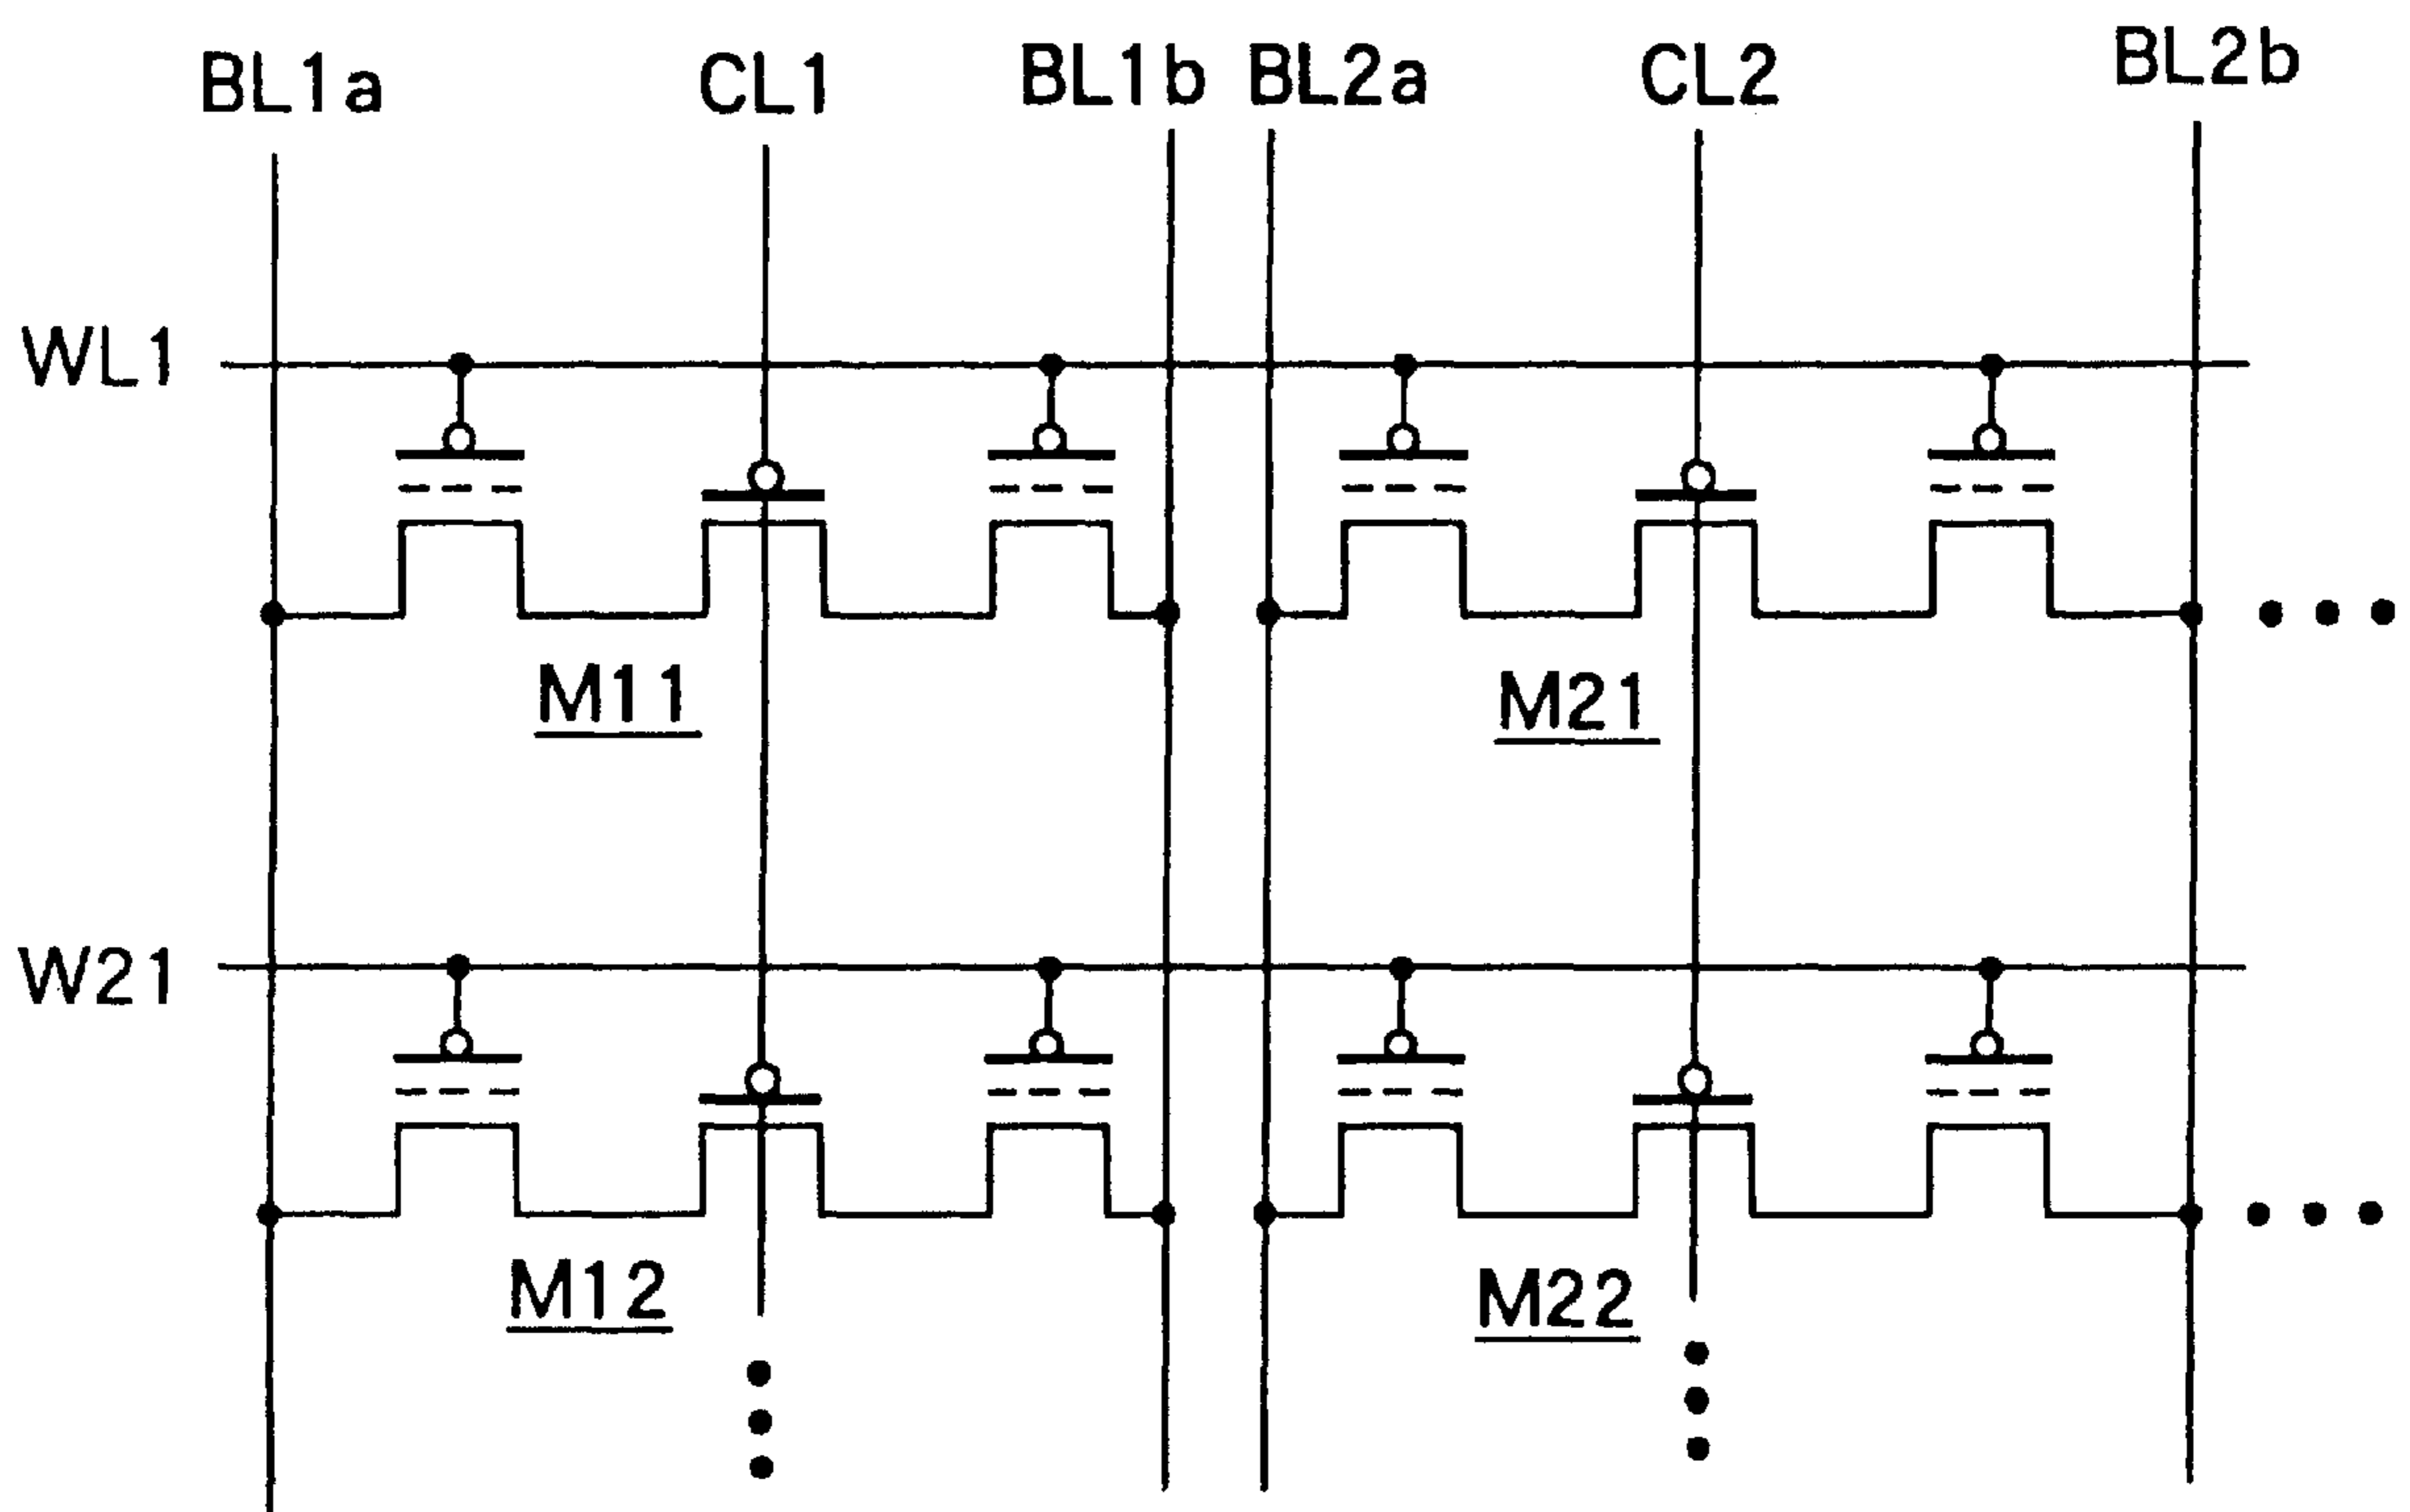 BL1a CL1 BL1b BL2a CL2 BL2b
WL1
M11 M21
W21
M12 M22